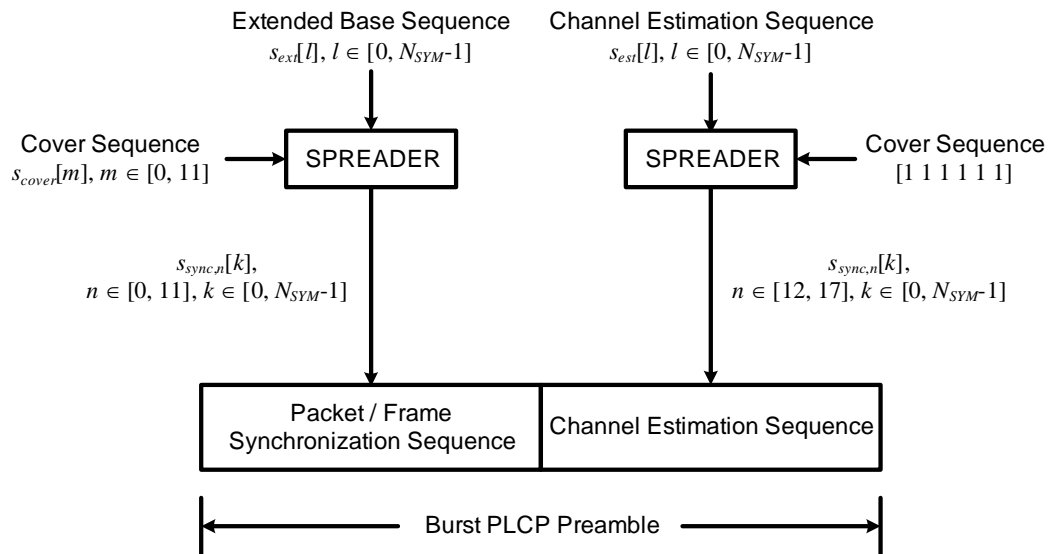 Extended Base Sequence
s_ext[l], l ∈ [0, N_SYM-1]
Channel Estimation Sequence
s_est[l], l ∈ [0, N_SYM-1]
Cover Sequence
s_cover[m], m ∈ [0, 11]
SPREADER
SPREADER
Cover Sequence
[1 1 1 1 1 1]
s_sync,n[k],
n ∈ [0, 11], k ∈ [0, N_SYM-1]
s_sync,n[k],
n ∈ [12, 17], k ∈ [0, N_SYM-1]
Packet / Frame
Synchronization Sequence
Channel Estimation Sequence
Burst PLCP Preamble